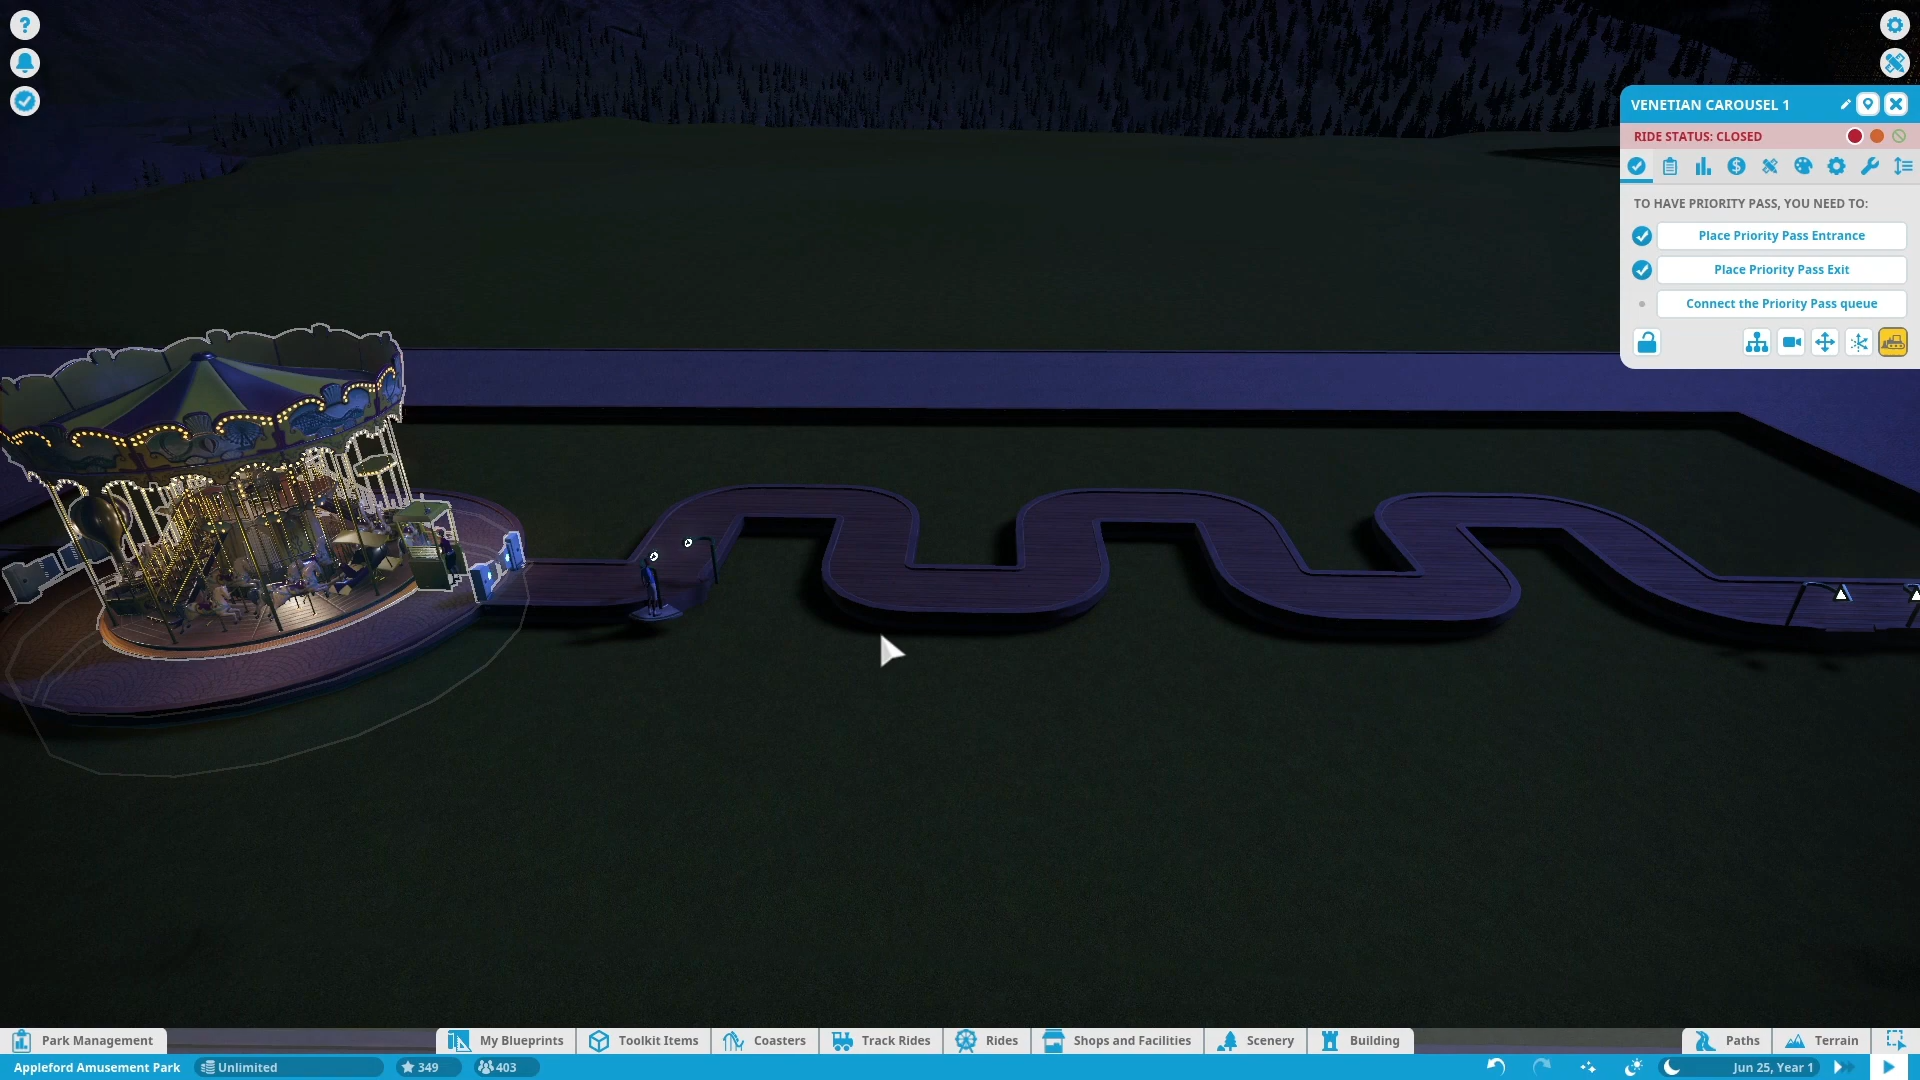 VENETIAN CAROUSEL 1
RIDE STATUS: CLOSED
TO HAVE PRIORITY PASS, YOU NEED TO:
Place Priority Pass Entrance
Place Priority Pass Exit
Connect the Priority Pass queue
Park Management
My Blueprints
Toolkit Items
Coasters
Track Rides
Rides
Shops and Facilities
Scenery
Building
Paths
Terrain
Appleford Amusement Park
Unlimited
349
403
Jun 25, Year 1